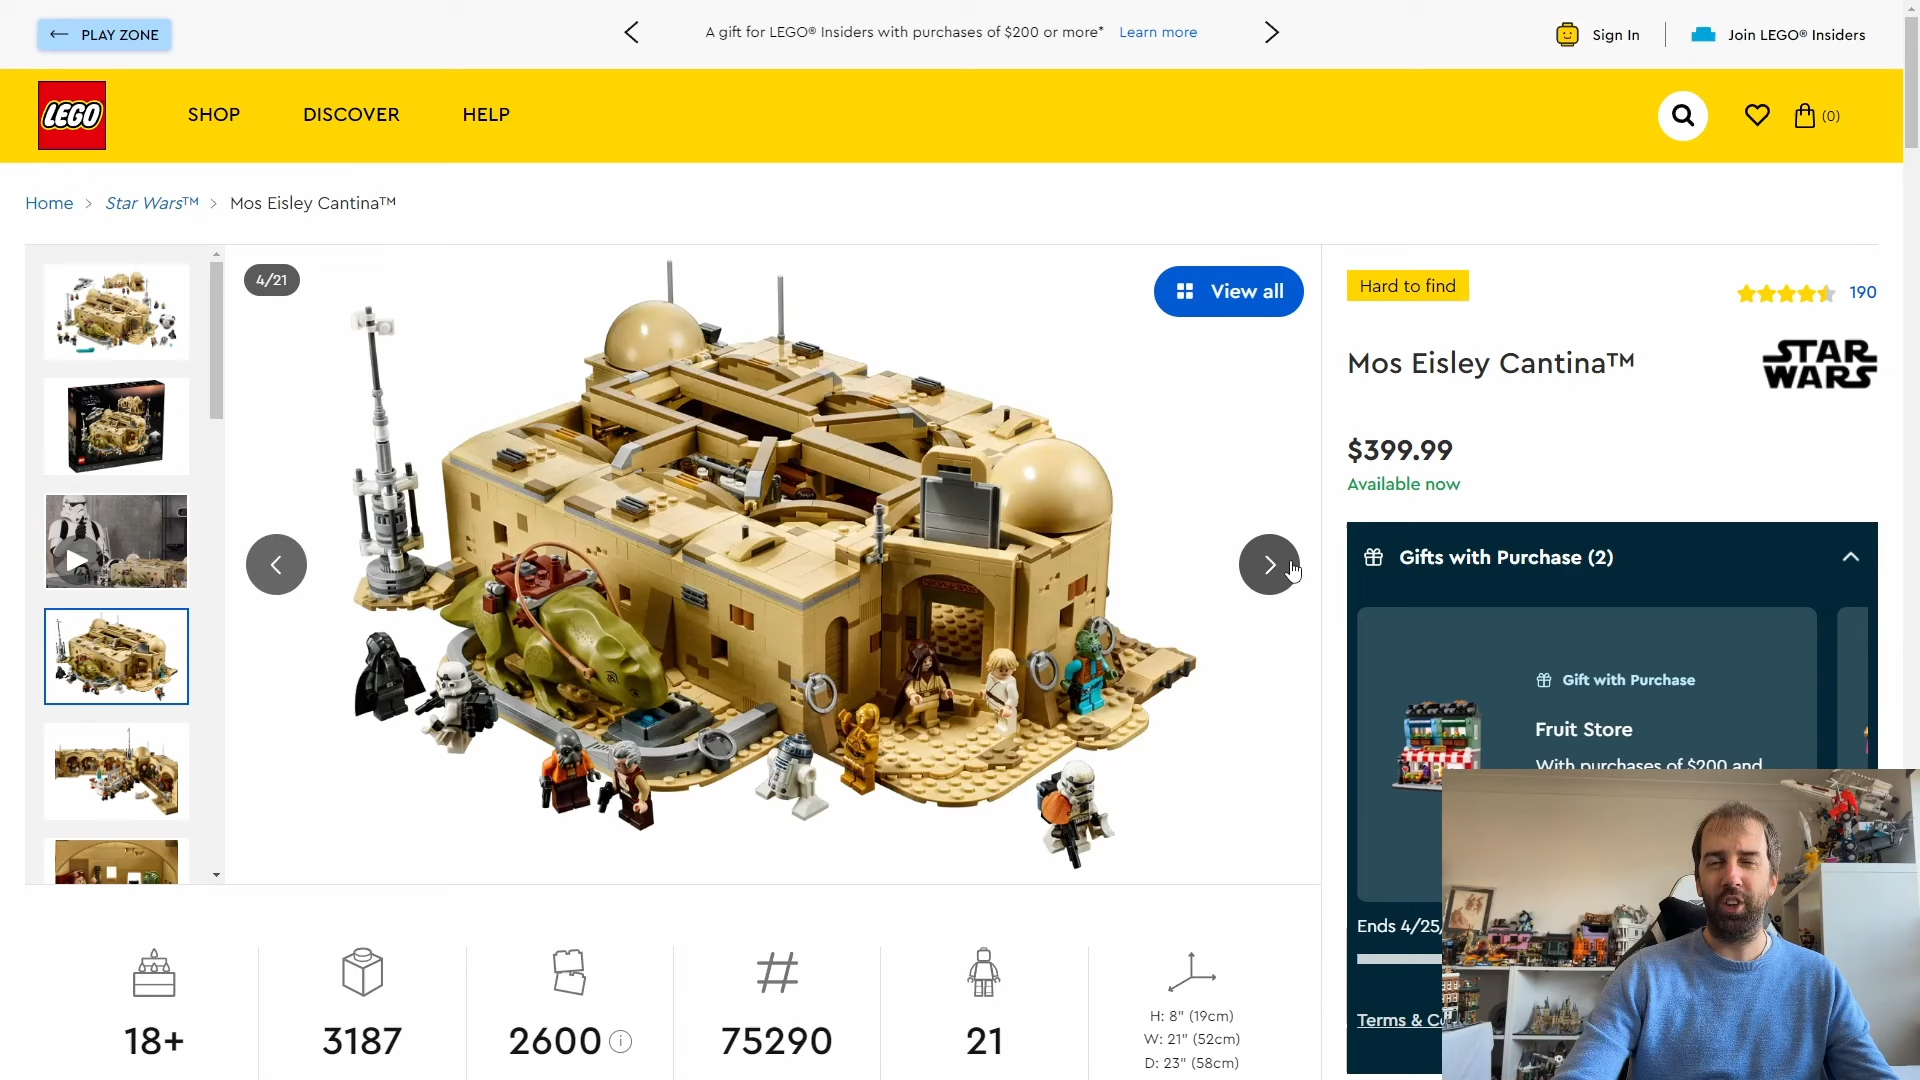 PLAY ZONE
A gift for LEGO® Insiders with purchases of $200 or more* Learn more
Sign In
Join LEGO® Insiders
LEGO
SHOP
DISCOVER
HELP
(0)
Home > Star Wars™ > Mos Eisley Cantina™
4/21
View all
Hard to find
190
Mos Eisley Cantina™
STAR WARS
$399.99
Available now
Gifts with Purchase (2)
Gift with Purchase
Fruit Store
With purchases of $200 and
Ends 4/25/
Terms &
18+
3187
2600
75290
21
H: 8" (19cm)
W: 21" (52cm)
D: 23" (58cm)